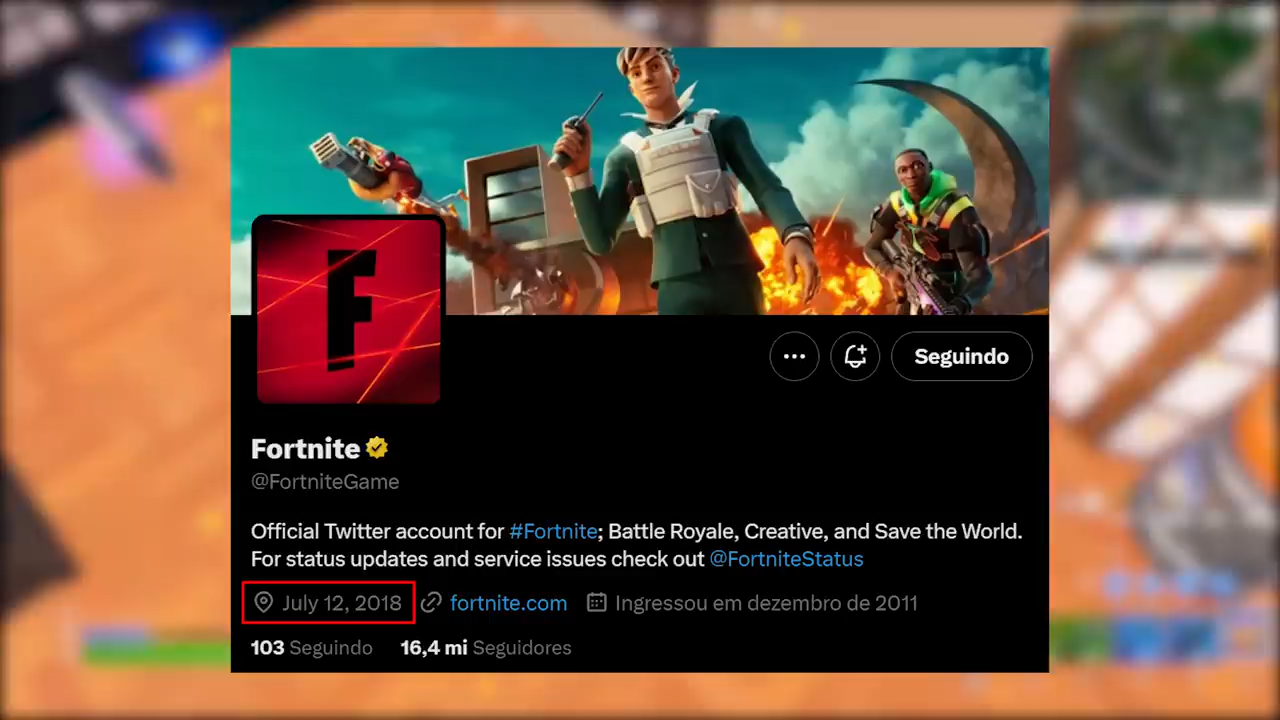 F
Seguindo
Fortnite
@FortniteGame
Official Twitter account for #Fortnite; Battle Royale, Creative, and Save the World.
For status updates and service issues check out @FortniteStatus
July 12, 2018 fortnite.com Ingressou em dezembro de 2011
103 Seguindo 16,4 mi Seguidores